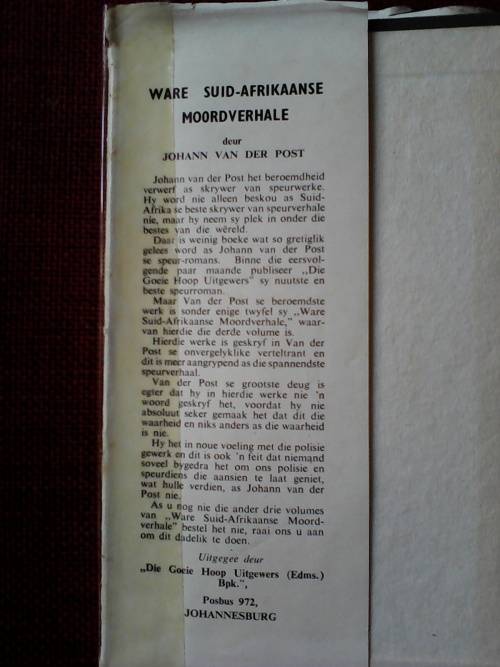 WARE SUID-AFRIKAANSE
MOORDVERHALE
deur
JOHANN VAN DER POST
Johann van der Post het beroemdheid
verwerf as skrywer van speurwerke.
Hy word nie alleen beskou as Suid-
Afrika se beste skrywer van speurverhale
nie, maar hy neem sy plek in onder die
bestes van die wêreld.
Daar is weinig boeke wat so gretiglik
gelees word as Johann van der Post
se speur-romans. Binne die eersvol-
gende paar maande publiseer „Die
Goeie Hoop Uitgewers" sy nuutste en
beste speurroman.
Maar Van der Post se beroemdste
werk is sonder enige twyfel sy „Ware
Suid-Afrikaanse Moordverhale," waar-
van hierdie die derde volume is.
Hierdie werke is geskryf in Van der
Post se onvergelyklike verteltrant en
dit is meer aangrypend as die spannendste
speurverhaal.
Van der Post se grootste deug is
egter dat hy in hierdie werke nie 'n
woord geskryf het, voordat hy nie
absoluut seker gemaak het dat dit die
waarheid en niks anders as die waarheid
is nie.
Hy het in noue voeling met die polisie
gewerk en dit is ook 'n feit dat niemand
soveel bygedra het om ons polisie en
speurdiens die aansien te laat geniet,
wat hulle verdien, as Johann van der
Post nie.
As u nog nie die ander drie volumes
van „Ware Suid-Afrikaanse Moord-
verhale" bestel het nie, raai ons u aan
om dit dadelik te doen.
Uitgegee deur
„Die Goeie Hoop Uitgewers (Edms.)
Bpk.",
Posbus 972,
JOHANNESBURG